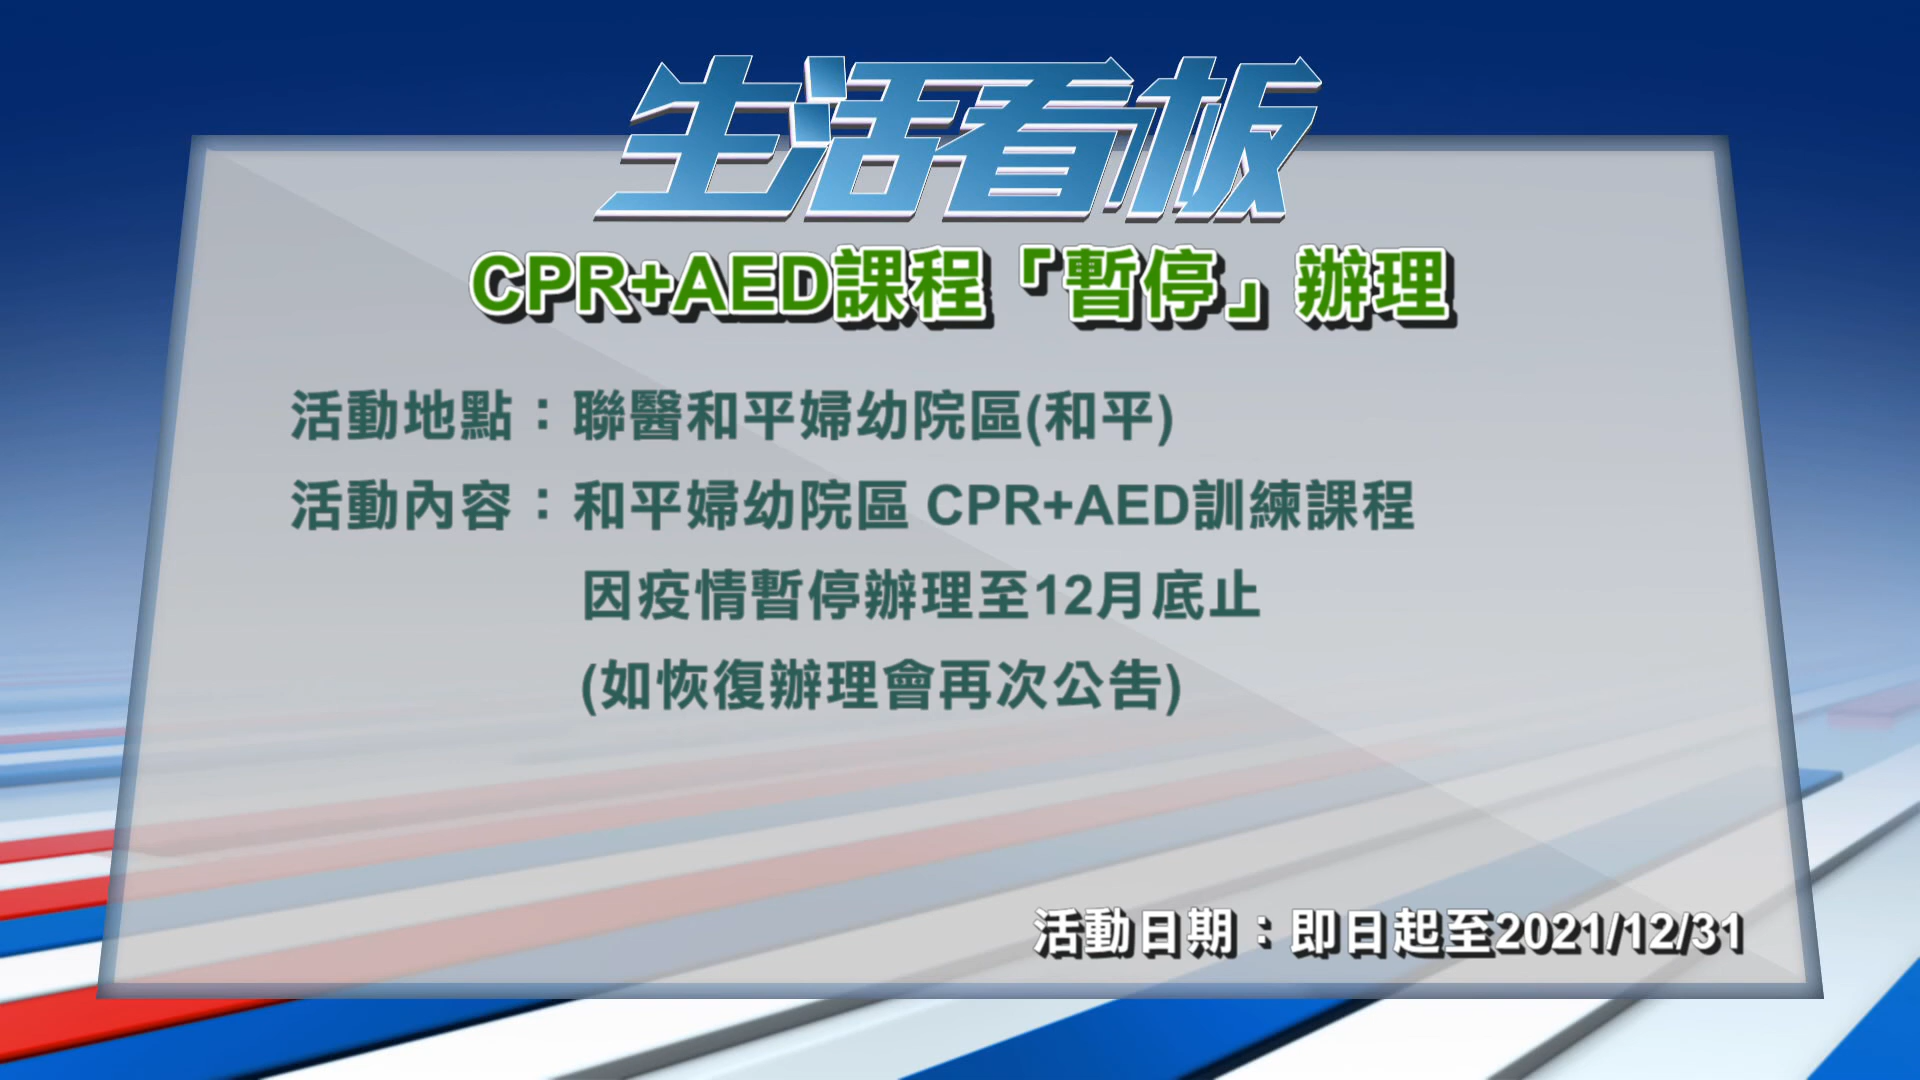 生活看板
CPR+AED課程「暫停」辦理
活動地點：聯醫和平婦幼院區(和平)
活動內容：和平婦幼院區 CPR+AED訓練課程
因疫情暫停辦理至12月底止
(如恢復辦理會再次公告)
活動日期：即日起至2021/12/31